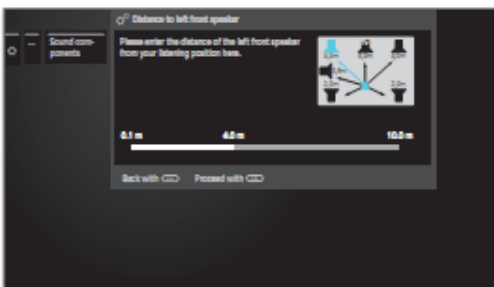 Distance to left front speaker
Sound com-
ponents
Please enter the distance of the left front speaker
from your listening position here.
0.1 m 4.0 m 10.0 m
Back with
Proceed with